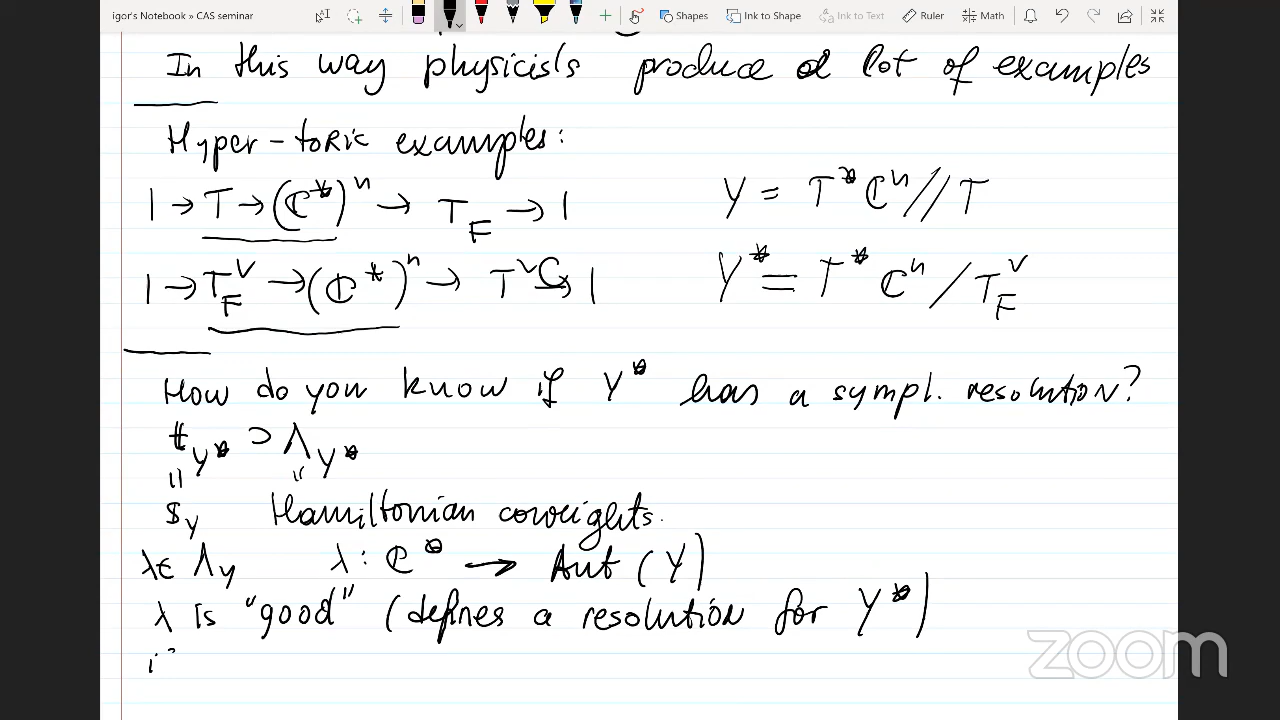 igor's Notebook » CAS seminar Shapes Ink to Shape Ink to Text Ruler Math
In this way physicists produce a lot of examples
Hyper-toric examples:
1 → T → (ℂ*)ⁿ → T_F → 1 Y = T*ℂⁿ//T
1 → T_F^∨ → (ℂ*)ⁿ → T^∨ → 1 Y* = T*ℂⁿ/T_F^∨
How do you know if Y* has a sympl. resolution?
t_Y* ⊃ Λ_Y*
" "
s_Y Hamiltonian coweights.
λ ∈ Λ_Y λ : ℂ* → Aut (Y)
λ is "good" (defines a resolution for Y*)
zoom